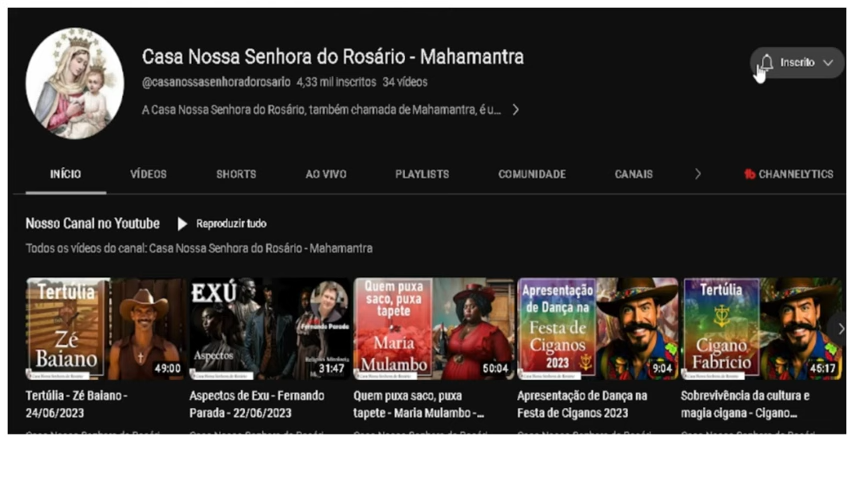 Casa Nossa Senhora do Rosário - Mahamantra
Inscrito
@casanossasenhoradorosario 4,33 mil inscritos 34 vídeos
A Casa Nossa Senhora do Rosário, também chamada de Mahamantra, é u...
INÍCIO VÍDEOS SHORTS AO VIVO PLAYLISTS COMUNIDADE CANAIS CHANNELYTICS
Nosso Canal no Youtube Reproduzir tudo
Todos os vídeos do canal: Casa Nossa Senhora do Rosário - Mahamantra
Tertúlia
Zé
Baiano
49:00
EXÚ
Fernando Parada
Aspectos
31:47
Quem puxa
saco, puxa
tapete
Maria
Mulambo
50:04
Apresentação
de Dança na
Festa de
Ciganos
2023
9:04
Tertúlia
Cigano
Fabrício
45:17
Tertúlia - Zé Baiano -
24/06/2023
Aspectos de Exu - Fernando
Parada - 22/06/2023
Quem puxa saco, puxa
tapete - Maria Mulambo -...
Apresentação de Dança na
Festa de Ciganos 2023
Sobrevivência da cultura e
magia cigana - Cigano...